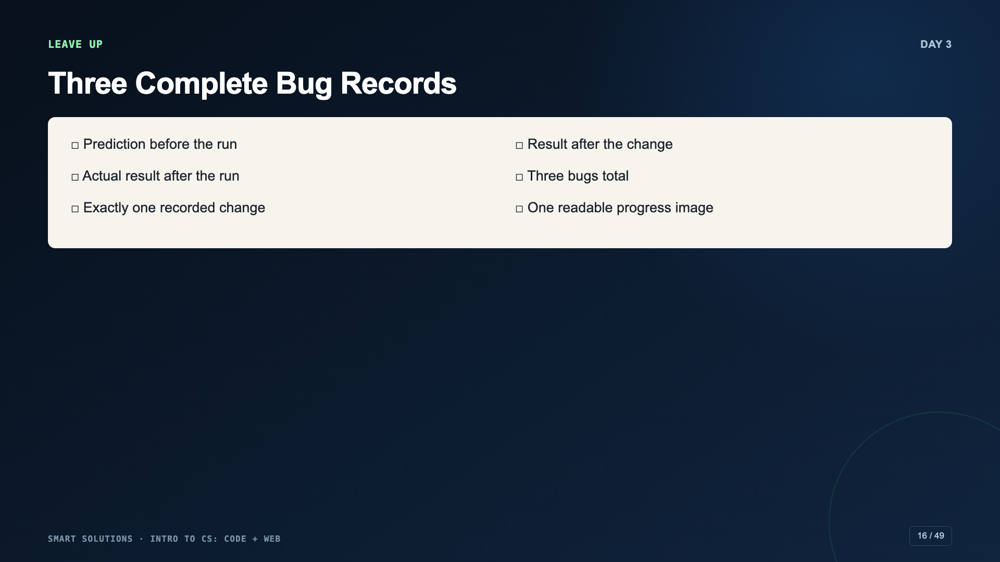 LEAVE UP
DAY 3
Three Complete Bug Records
□ Prediction before the run
□ Actual result after the run
□ Exactly one recorded change
□ Result after the change
□ Three bugs total
□ One readable progress image
SMART SOLUTIONS · INTRO TO CS: CODE + WEB
16 / 49